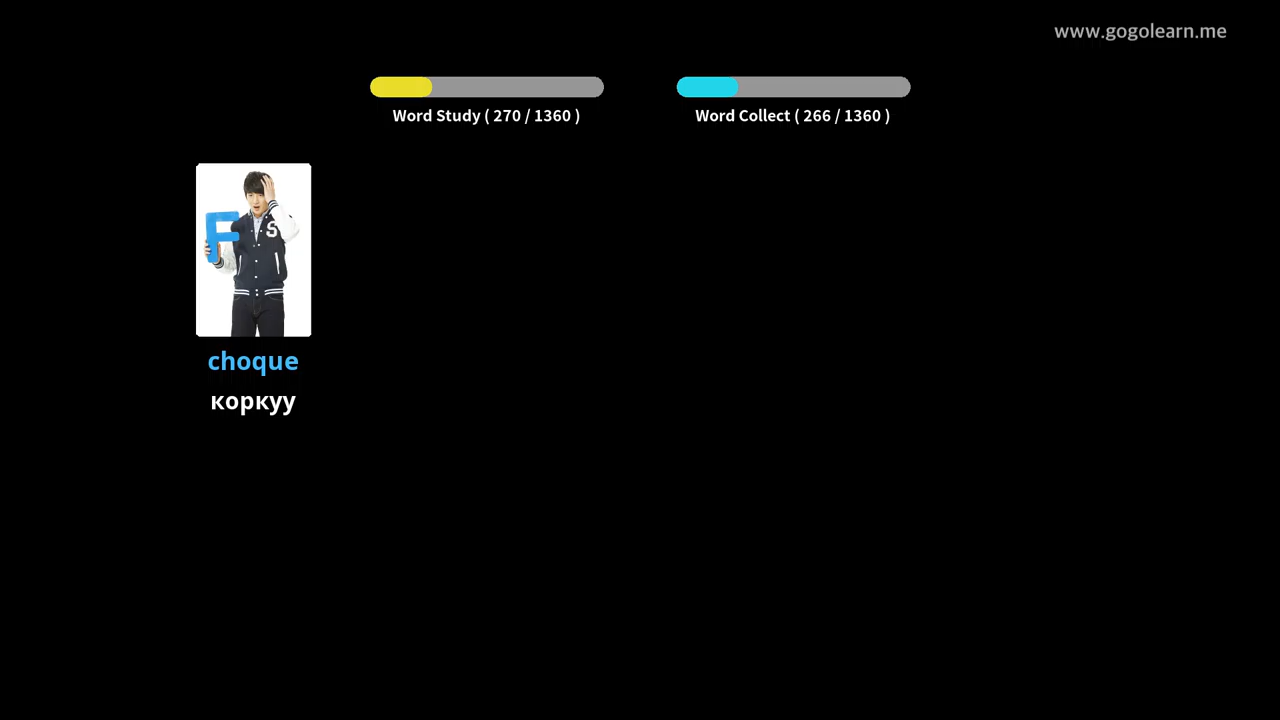 www.gogolearn.me
Word Study ( 270 / 1360 )
Word Collect ( 266 / 1360 )
F
S
choque
коркуу